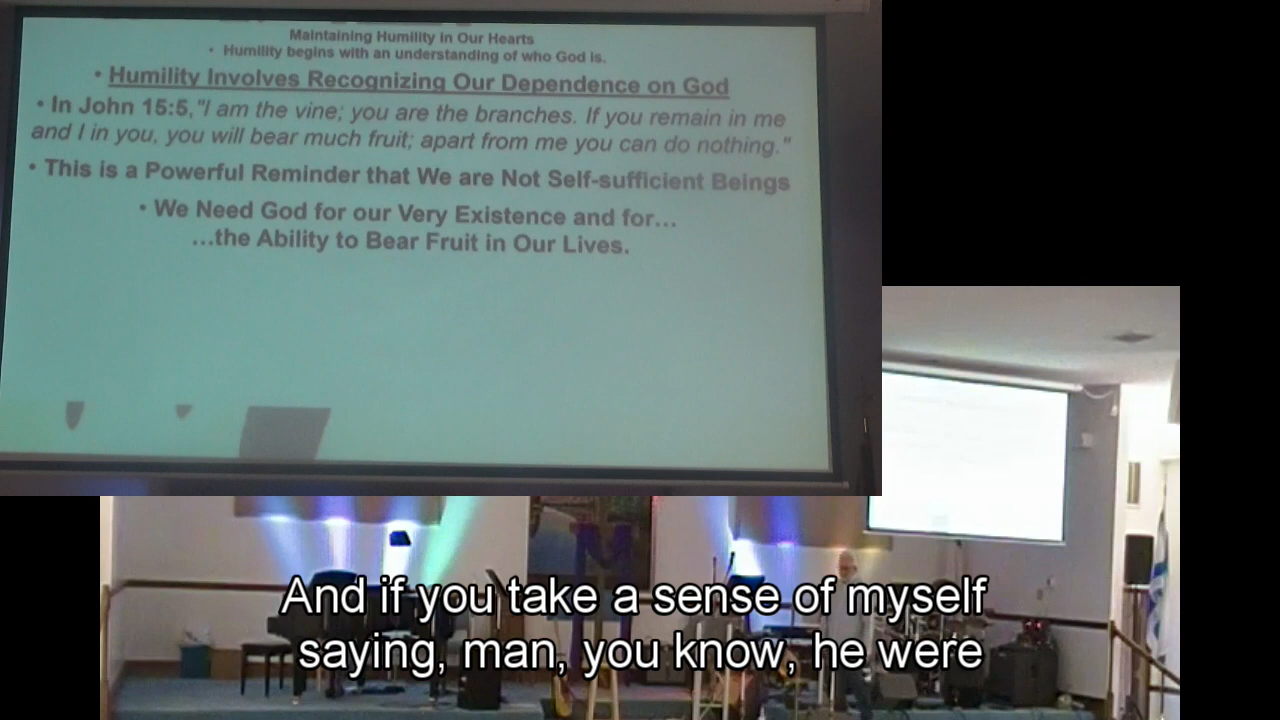 Maintaining Humility in Our Hearts
• Humility begins with an understanding of who God is.
• Humility Involves Recognizing Our Dependence on God
• In John 15:5,"I am the vine; you are the branches. If you remain in me
and I in you, you will bear much fruit; apart from me you can do nothing."
• This is a Powerful Reminder that We are Not Self-sufficient Beings
• We Need God for our Very Existence and for…
…the Ability to Bear Fruit in Our Lives.
And if you take a sense of myself
saying, man, you know, he were